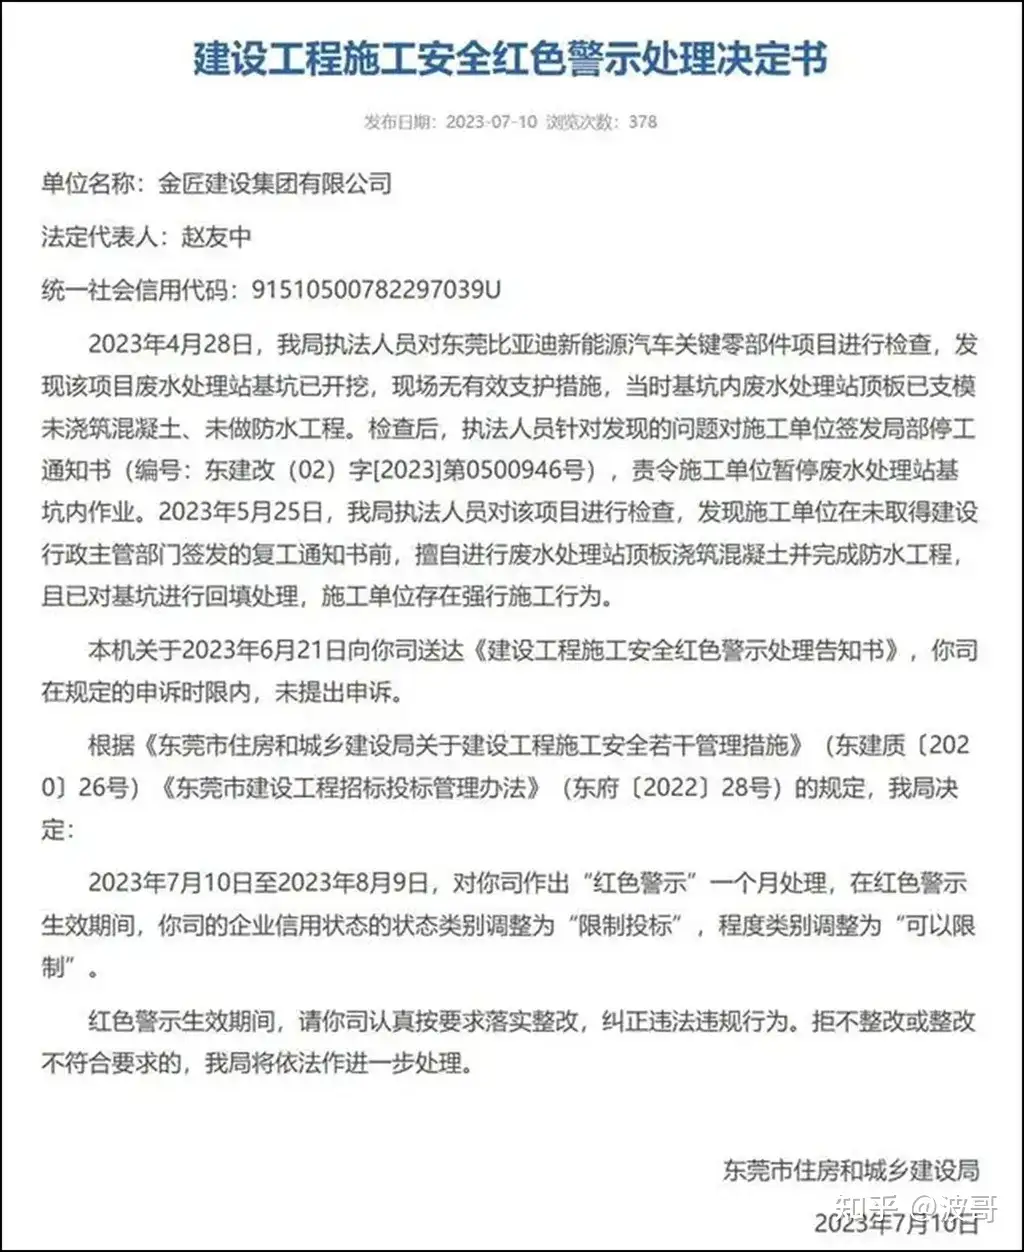 建设工程施工安全红色警示处理决定书
发布日期：2023-07-10 浏览次数：378
单位名称：金匠建设集团有限公司
法定代表人：赵友中
统一社会信用代码：91510500782297039U
2023年4月28日，我局执法人员对东莞比亚迪新能源汽车关键零部件项目进行检查，发
现该项目废水处理站基坑已开挖，现场无有效支护措施，当时基坑内废水处理站顶板已支模
未浇筑混凝土、未做防水工程。检查后，执法人员针对发现的问题对施工单位签发局部停工
通知书（编号：东建改（02）字[2023]第0500946号），责令施工单位暂停废水处理站基
坑内作业。2023年5月25日，我局执法人员对该项目进行检查，发现施工单位在未取得建设
行政主管部门签发的复工通知书前，擅自进行废水处理站顶板浇筑混凝土并完成防水工程，
且已对基坑进行回填处理，施工单位存在强行施工行为。
本机关于2023年6月21日向你司送达《建设工程施工安全红色警示处理告知书》，你司
在规定的申诉时限内，未提出申诉。
根据《东莞市住房和城乡建设局关于建设工程施工安全若干管理措施》（东建质〔202
0〕26号）《东莞市建设工程招标投标管理办法》（东府〔2022〕28号）的规定，我局决
定：
2023年7月10日至2023年8月9日，对你司作出“红色警示”一个月处理，在红色警示
生效期间，你司的企业信用状态的状态类别调整为“限制投标”，程度类别调整为“可以限
制”。
红色警示生效期间，请你司认真按要求落实整改，纠正违法违规行为。拒不整改或整改
不符合要求的，我局将依法作进一步处理。
东莞市住房和城乡建设局
知乎 @波哥
2023年7月10日